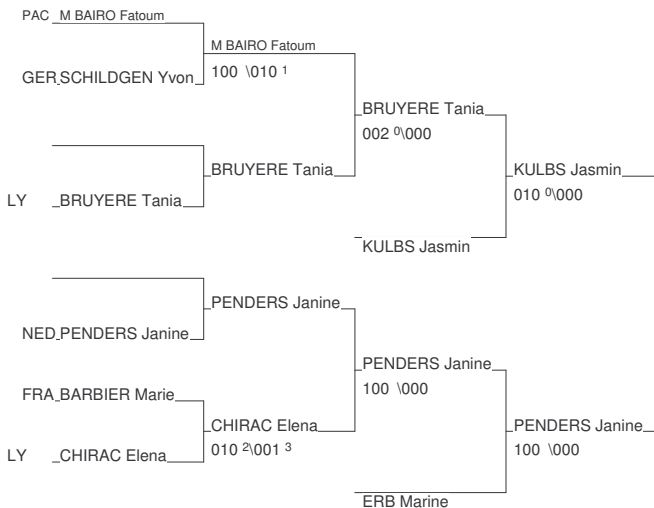 PAC M BAIRO Fatoum
M BAIRO Fatoum
100 \010 1
GER SCHILDGEN Yvon
BRUYERE Tania
002 0\000
BRUYERE Tania
KULBS Jasmin
010 0\000
LY BRUYERE Tania
KULBS Jasmin
PENDERS Janine
NED PENDERS Janine
PENDERS Janine
100 \000
FRA BARBIER Marie
CHIRAC Elena
010 2\001 3
PENDERS Janine
100 \000
LY CHIRAC Elena
ERB Marine